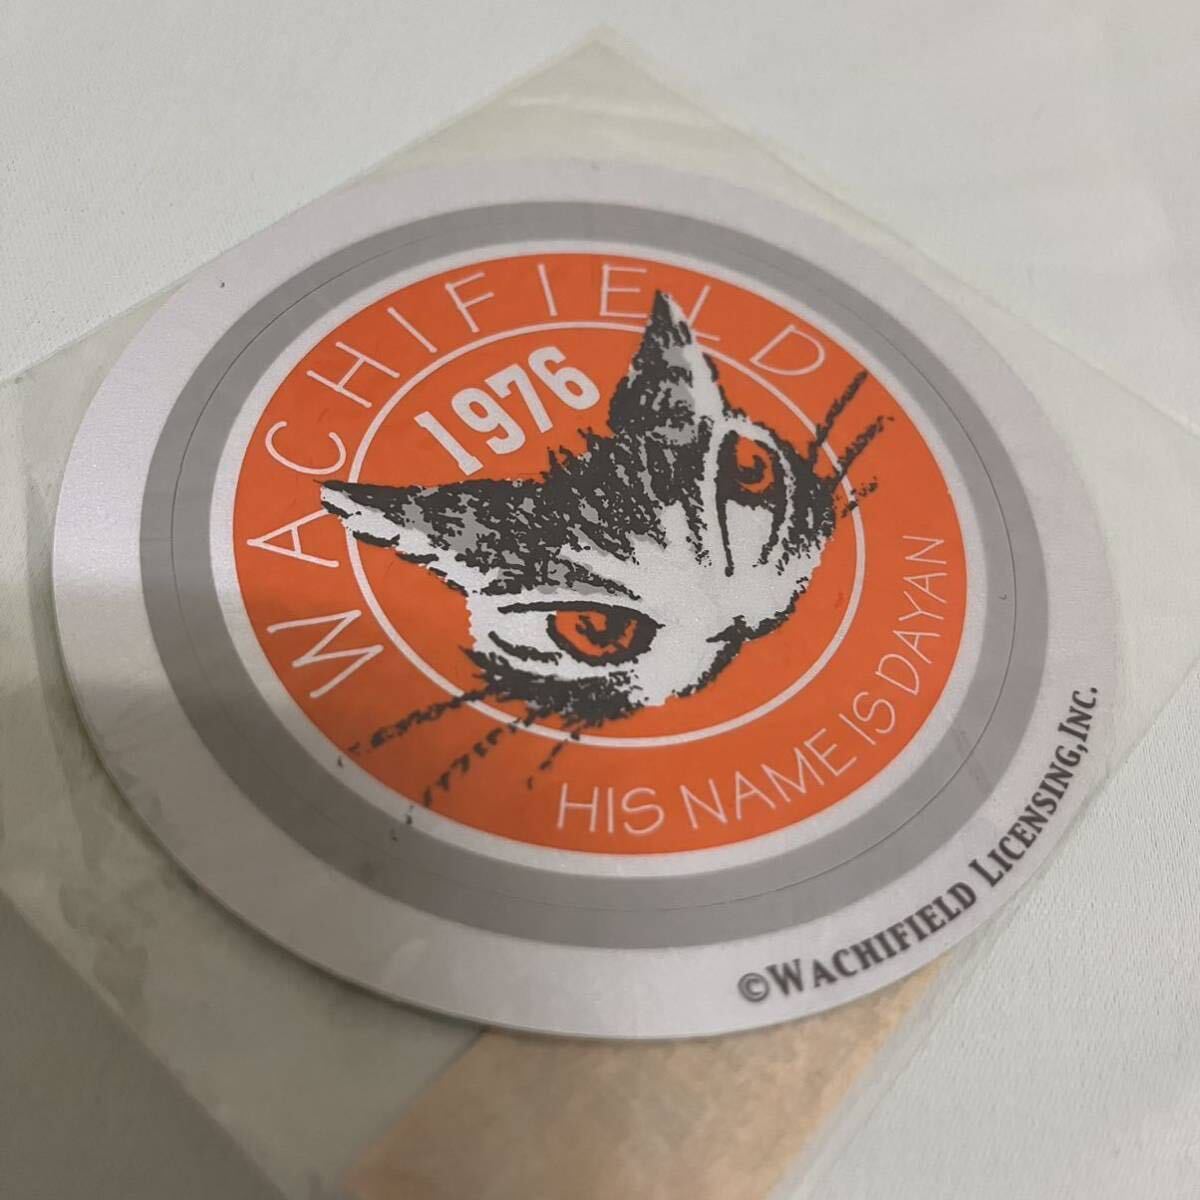 WACHIFIELD
1976
HIS NAME IS DAYAN
©WACHIFIELD LICENSING,INC.